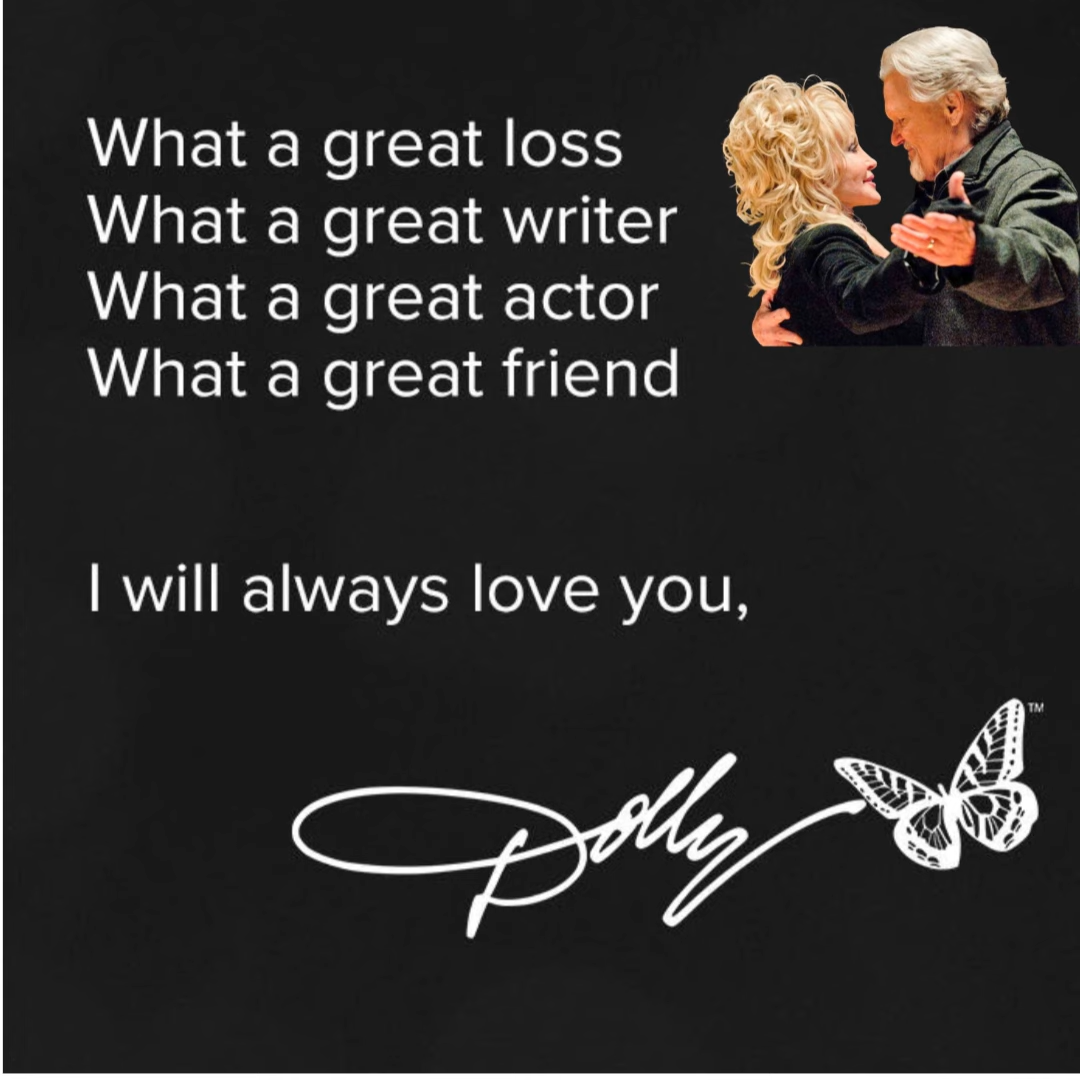 What a great loss
What a great writer
What a great actor
What a great friend
I will always love you,
Dolly
TM